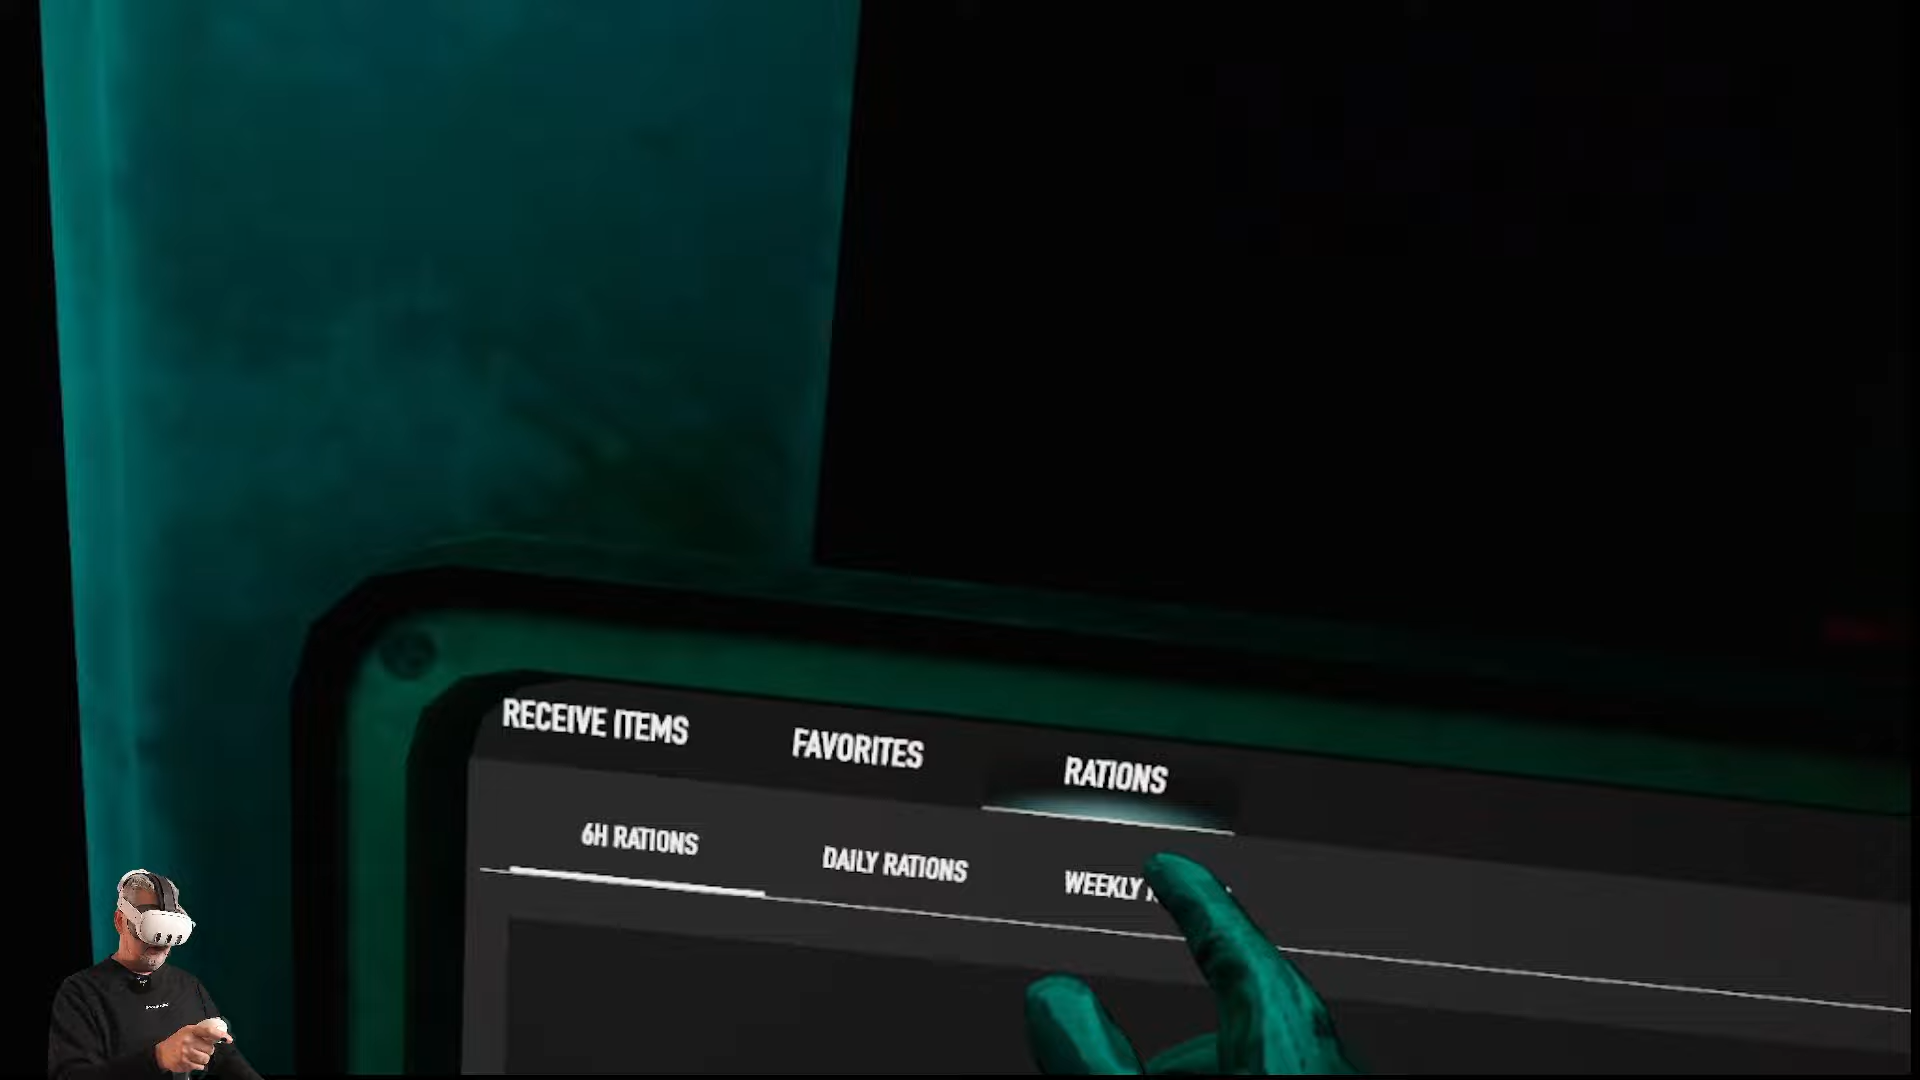 RECEIVE ITEMS
FAVORITES
RATIONS
6H RATIONS
DAILY RATIONS
WEEKLY